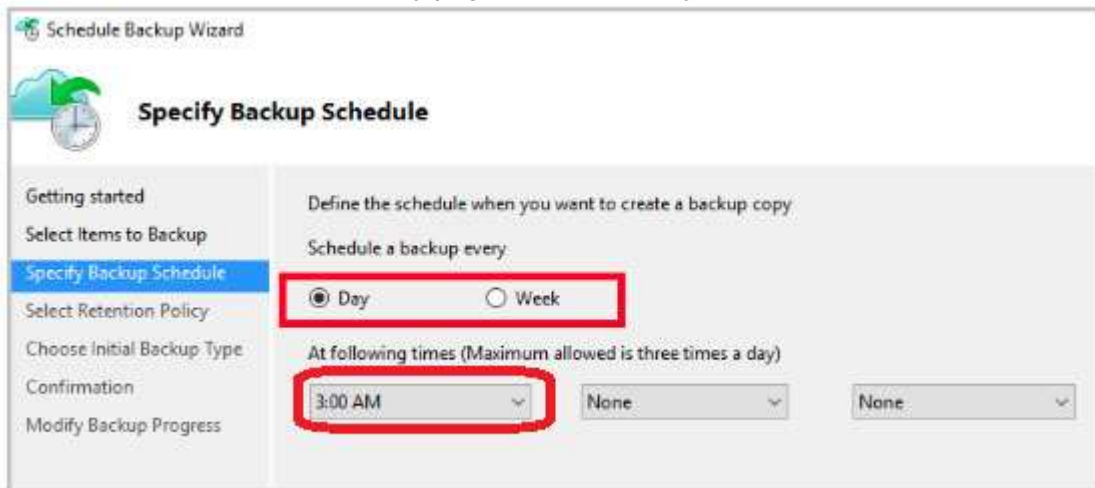 Schedule Backup Wizard
Specify Backup Schedule
Getting started
Select Items to Backup
Specify Backup Schedule
Select Retention Policy
Choose Initial Backup Type
Confirmation
Modify Backup Progress
Define the schedule when you want to create a backup copy
Schedule a backup every
Day Week
At following times (Maximum allowed is three times a day)
3:00 AM None None